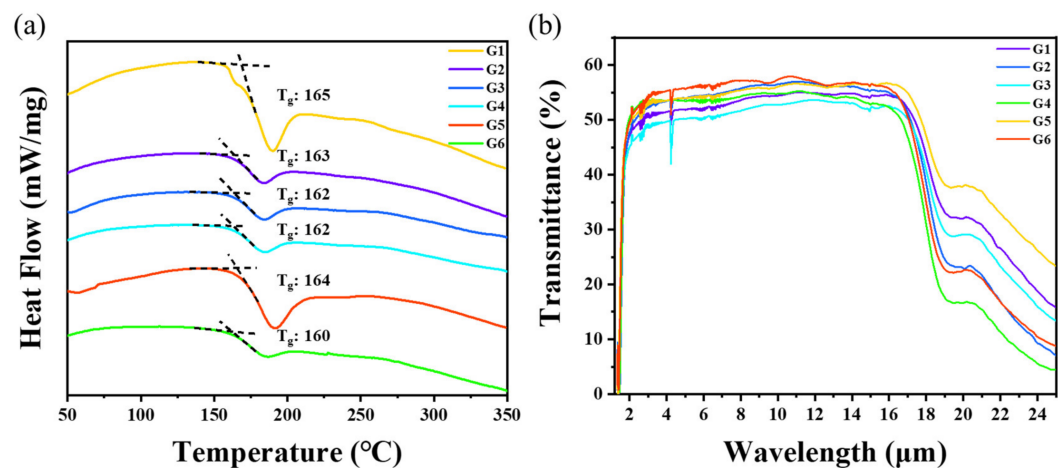 (a)
G1
G2
G3
G4
G5
G6
Tg: 165
Tg: 163
Tg: 162
Tg: 162
Tg: 164
Tg: 160
Heat Flow (mW/mg)
50 100 150 200 250 300 350
Temperature (℃)
(b)
G1
G2
G3
G4
G5
G6
60
50
40
30
20
10
0
Transmittance (%)
2 4 6 8 10 12 14 16 18 20 22 24
Wavelength (μm)